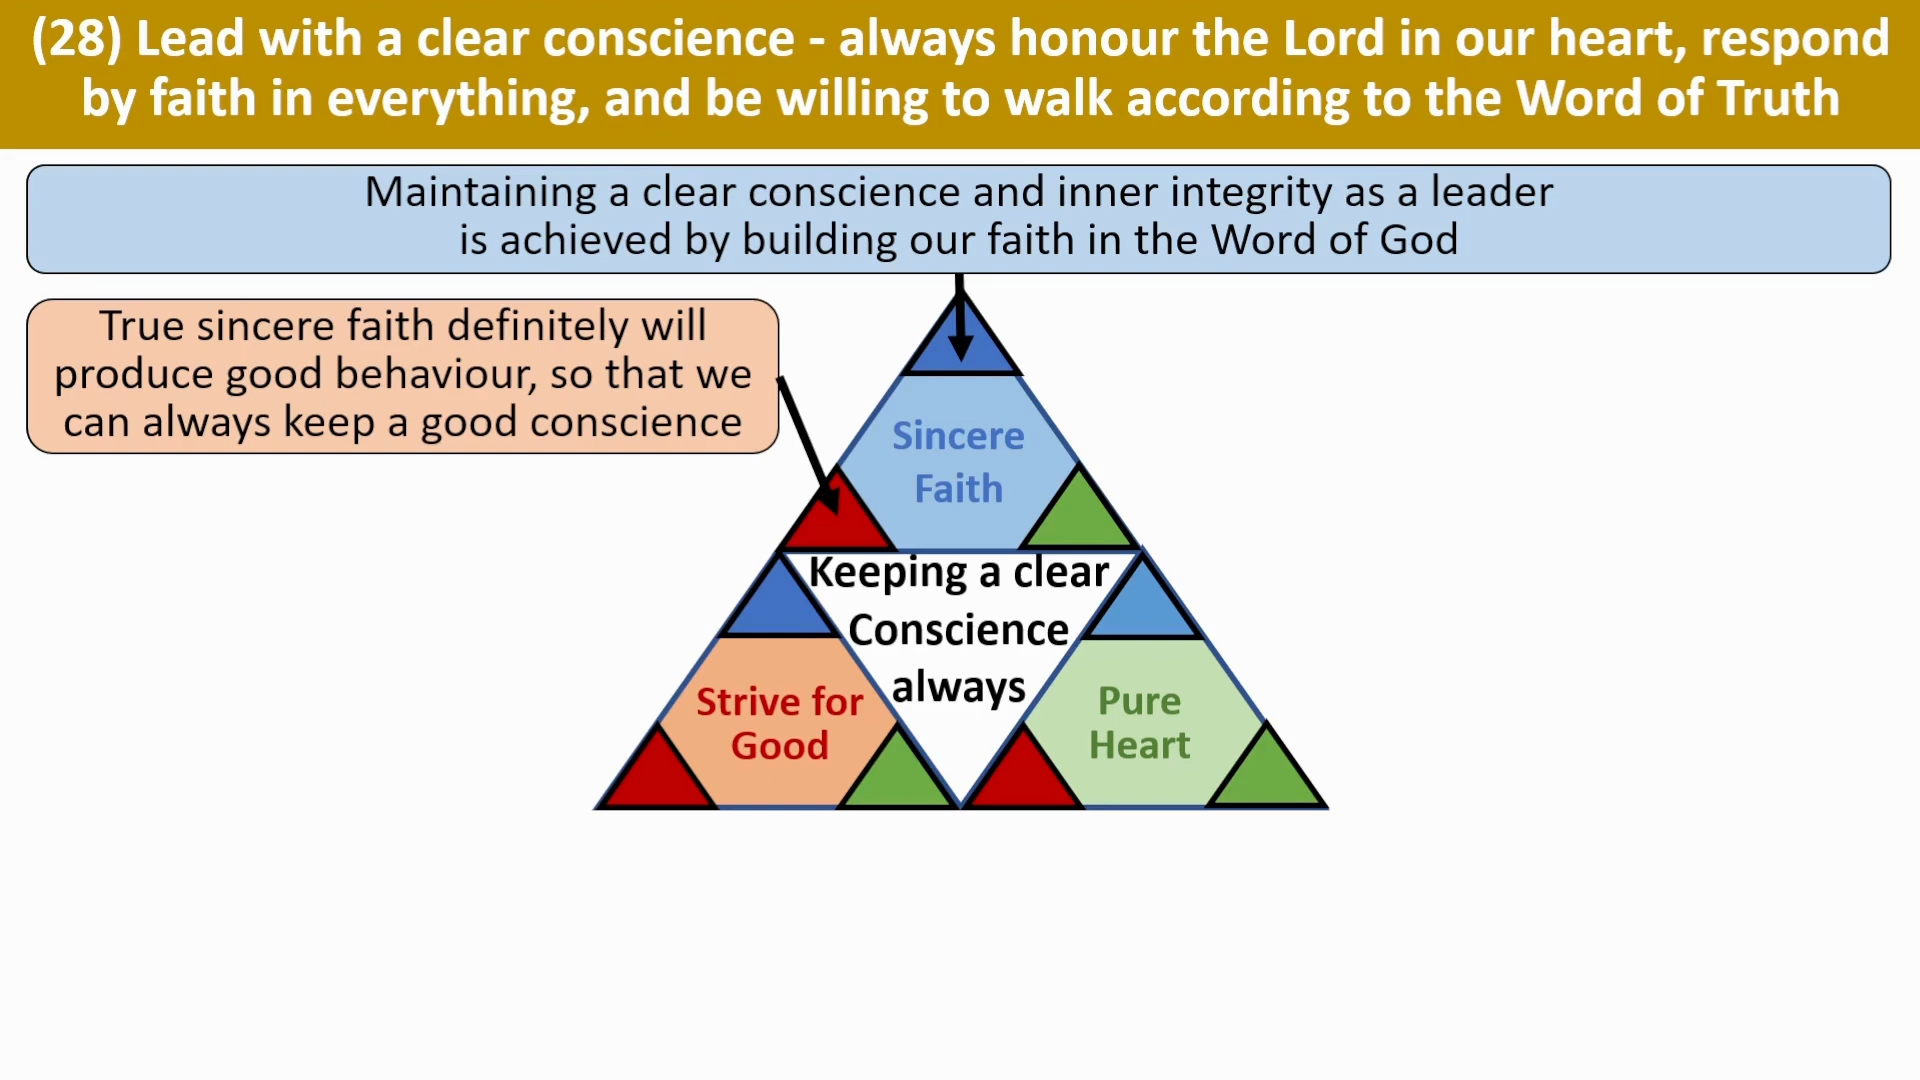 (28) Lead with a clear conscience - always honour the Lord in our heart, respond
by faith in everything, and be willing to walk according to the Word of Truth
Maintaining a clear conscience and inner integrity as a leader
is achieved by building our faith in the Word of God
True sincere faith definitely will
produce good behaviour, so that we
can always keep a good conscience
Sincere
Faith
Keeping a clear
Conscience
always
Strive for
Good
Pure
Heart